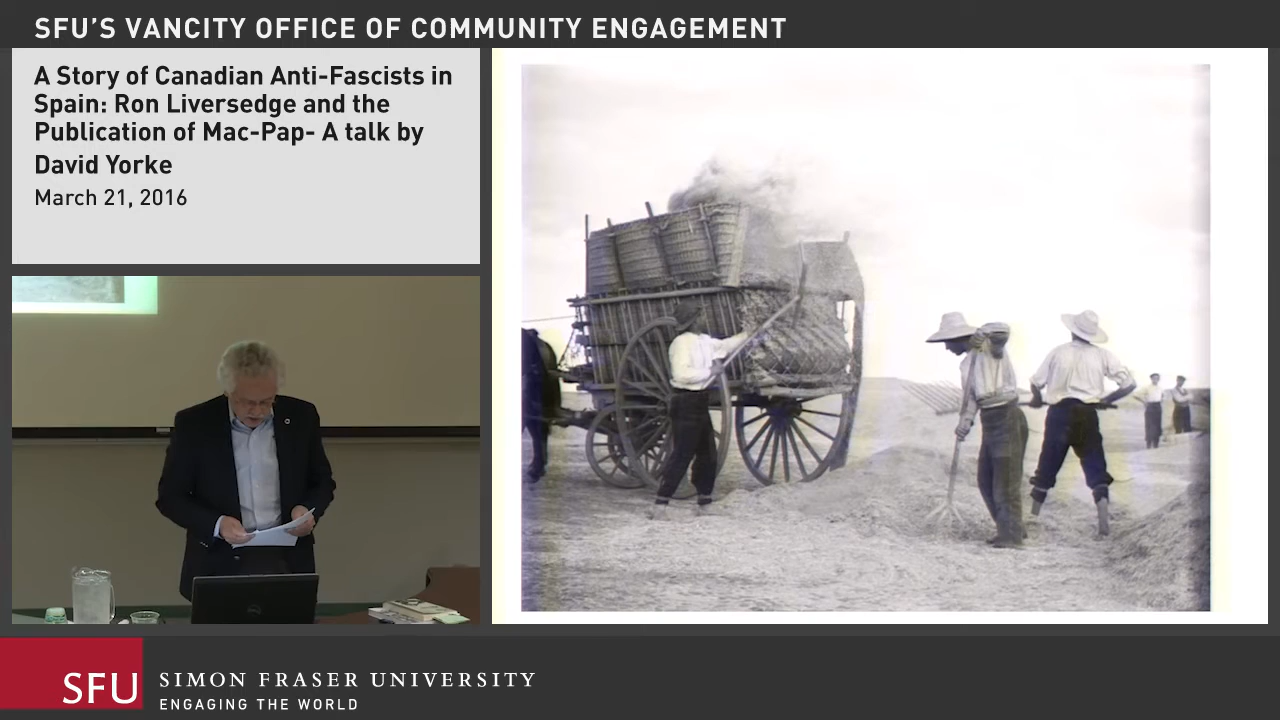 SFU'S VANCITY OFFICE OF COMMUNITY ENGAGEMENT
A Story of Canadian Anti-Fascists in
Spain: Ron Liversedge and the
Publication of Mac-Pap- A talk by
David Yorke
March 21, 2016
SFU
SIMON FRASER UNIVERSITY
ENGAGING THE WORLD